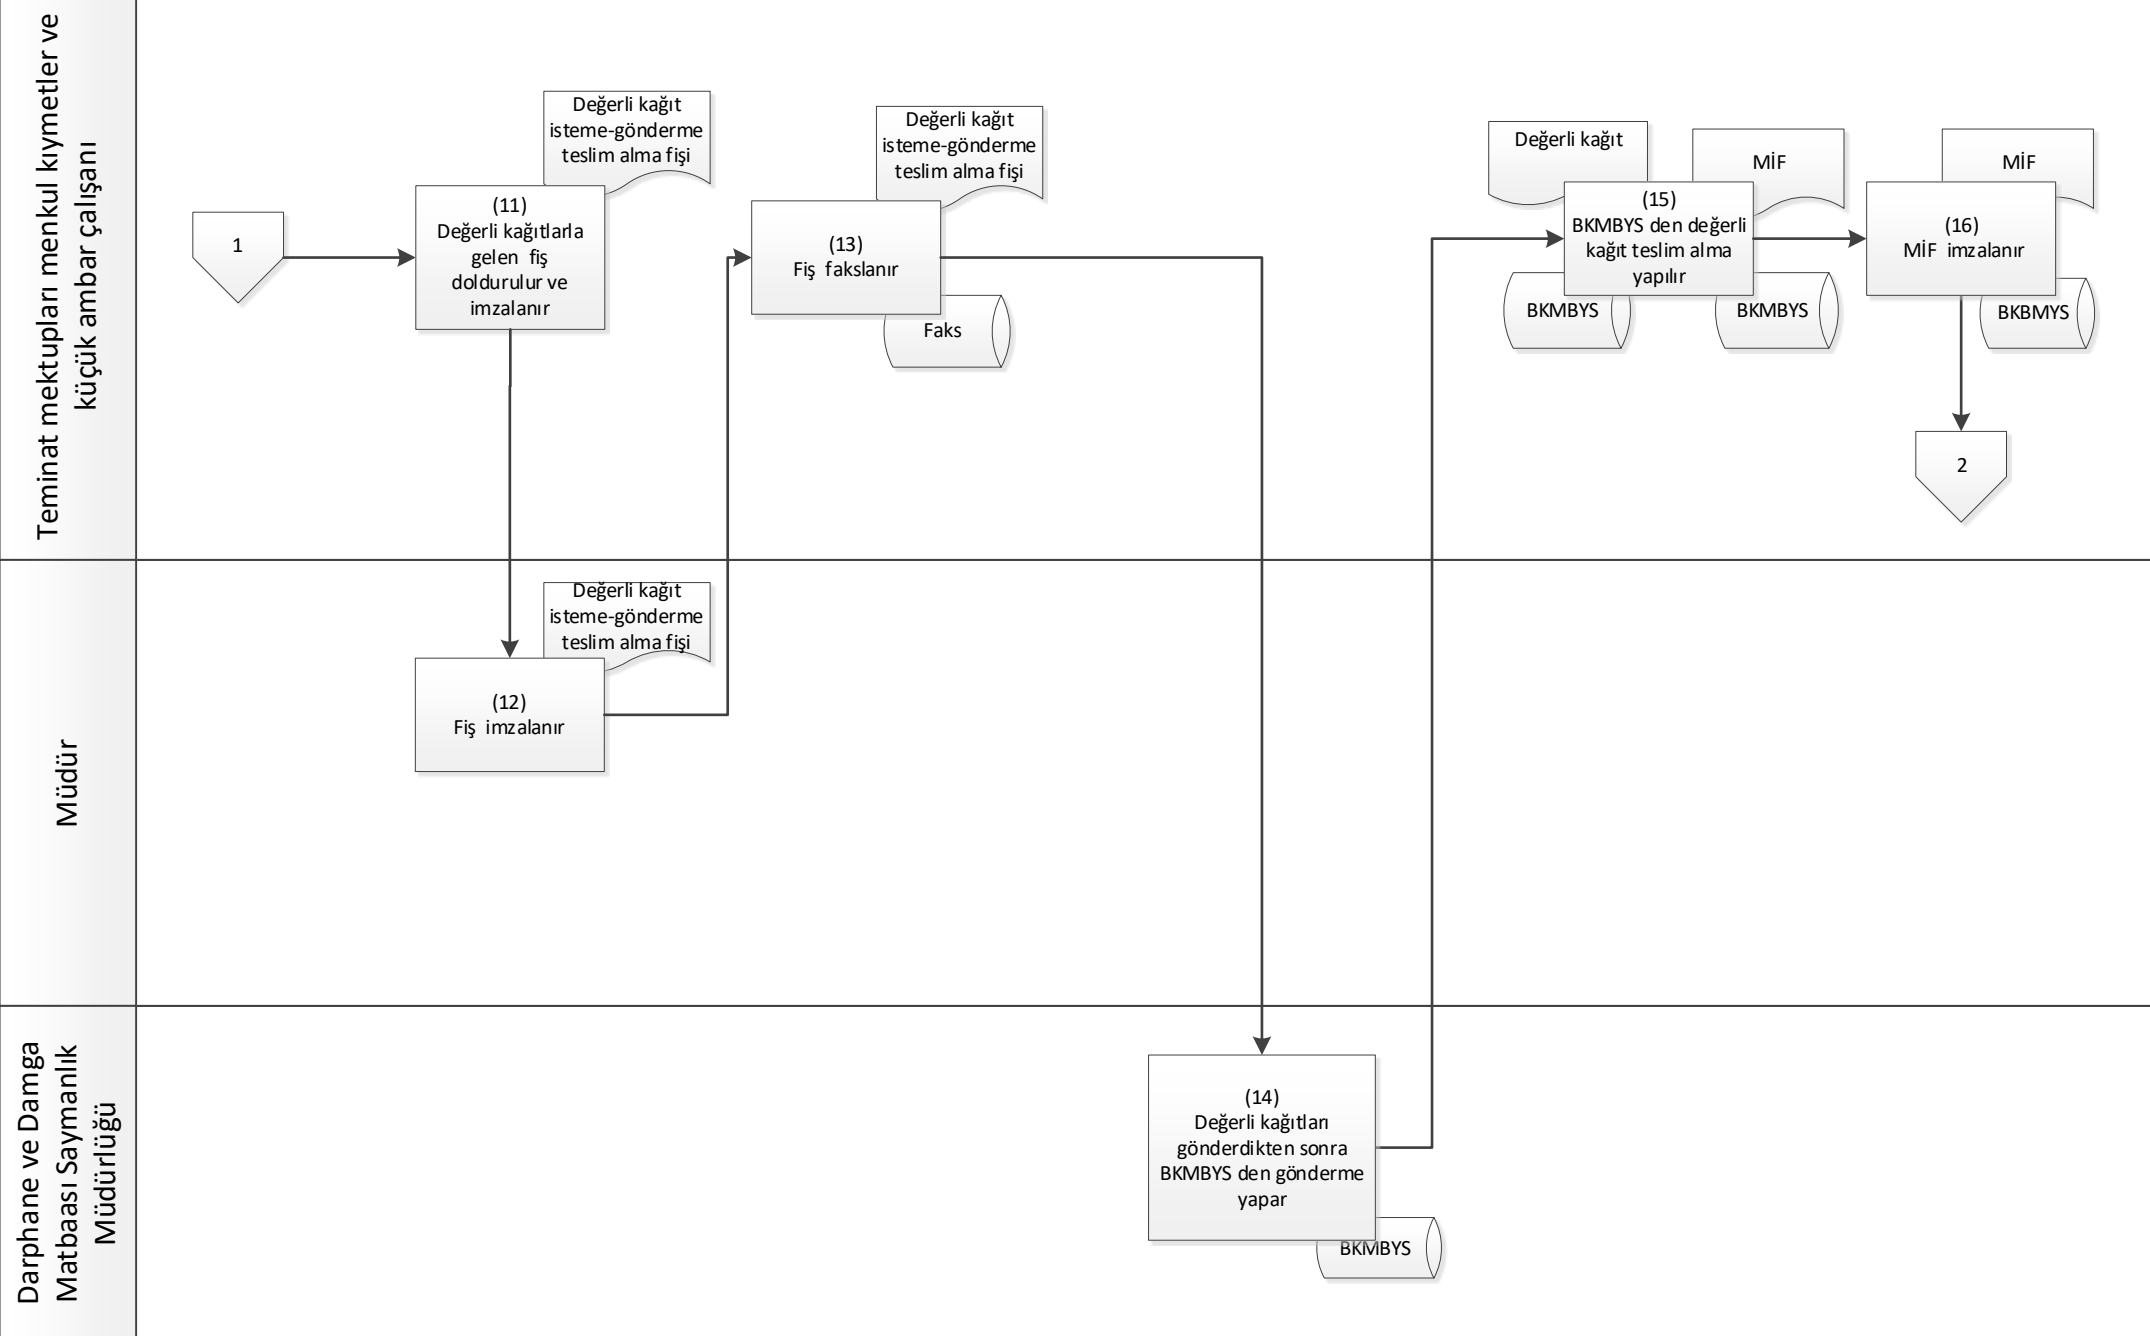 Teminat mektupları menkul kıymetler ve
küçük ambar çalışanı
1
Değerli kağıt
isteme-gönderme
teslim alma fişi
(11)
Değerli kağıtlarla
gelen fiş
doldurulur ve
imzalanır
Değerli kağıt
isteme-gönderme
teslim alma fişi
(13)
Fiş fakslanır
Faks
Değerli kağıt
MİF
(15)
BKMBYS den değerli
kağıt teslim alma
yapılır
BKMBYS
BKMBYS
MİF
(16)
MİF imzalanır
BKBMYS
2
Müdür
Değerli kağıt
isteme-gönderme
teslim alma fişi
(12)
Fiş imzalanır
Darphane ve Damga
Matbaası Saymanlık
Müdürlüğü
(14)
Değerli kağıtları
gönderdikten sonra
BKMBYS den gönderme
yapar
BKMBYS